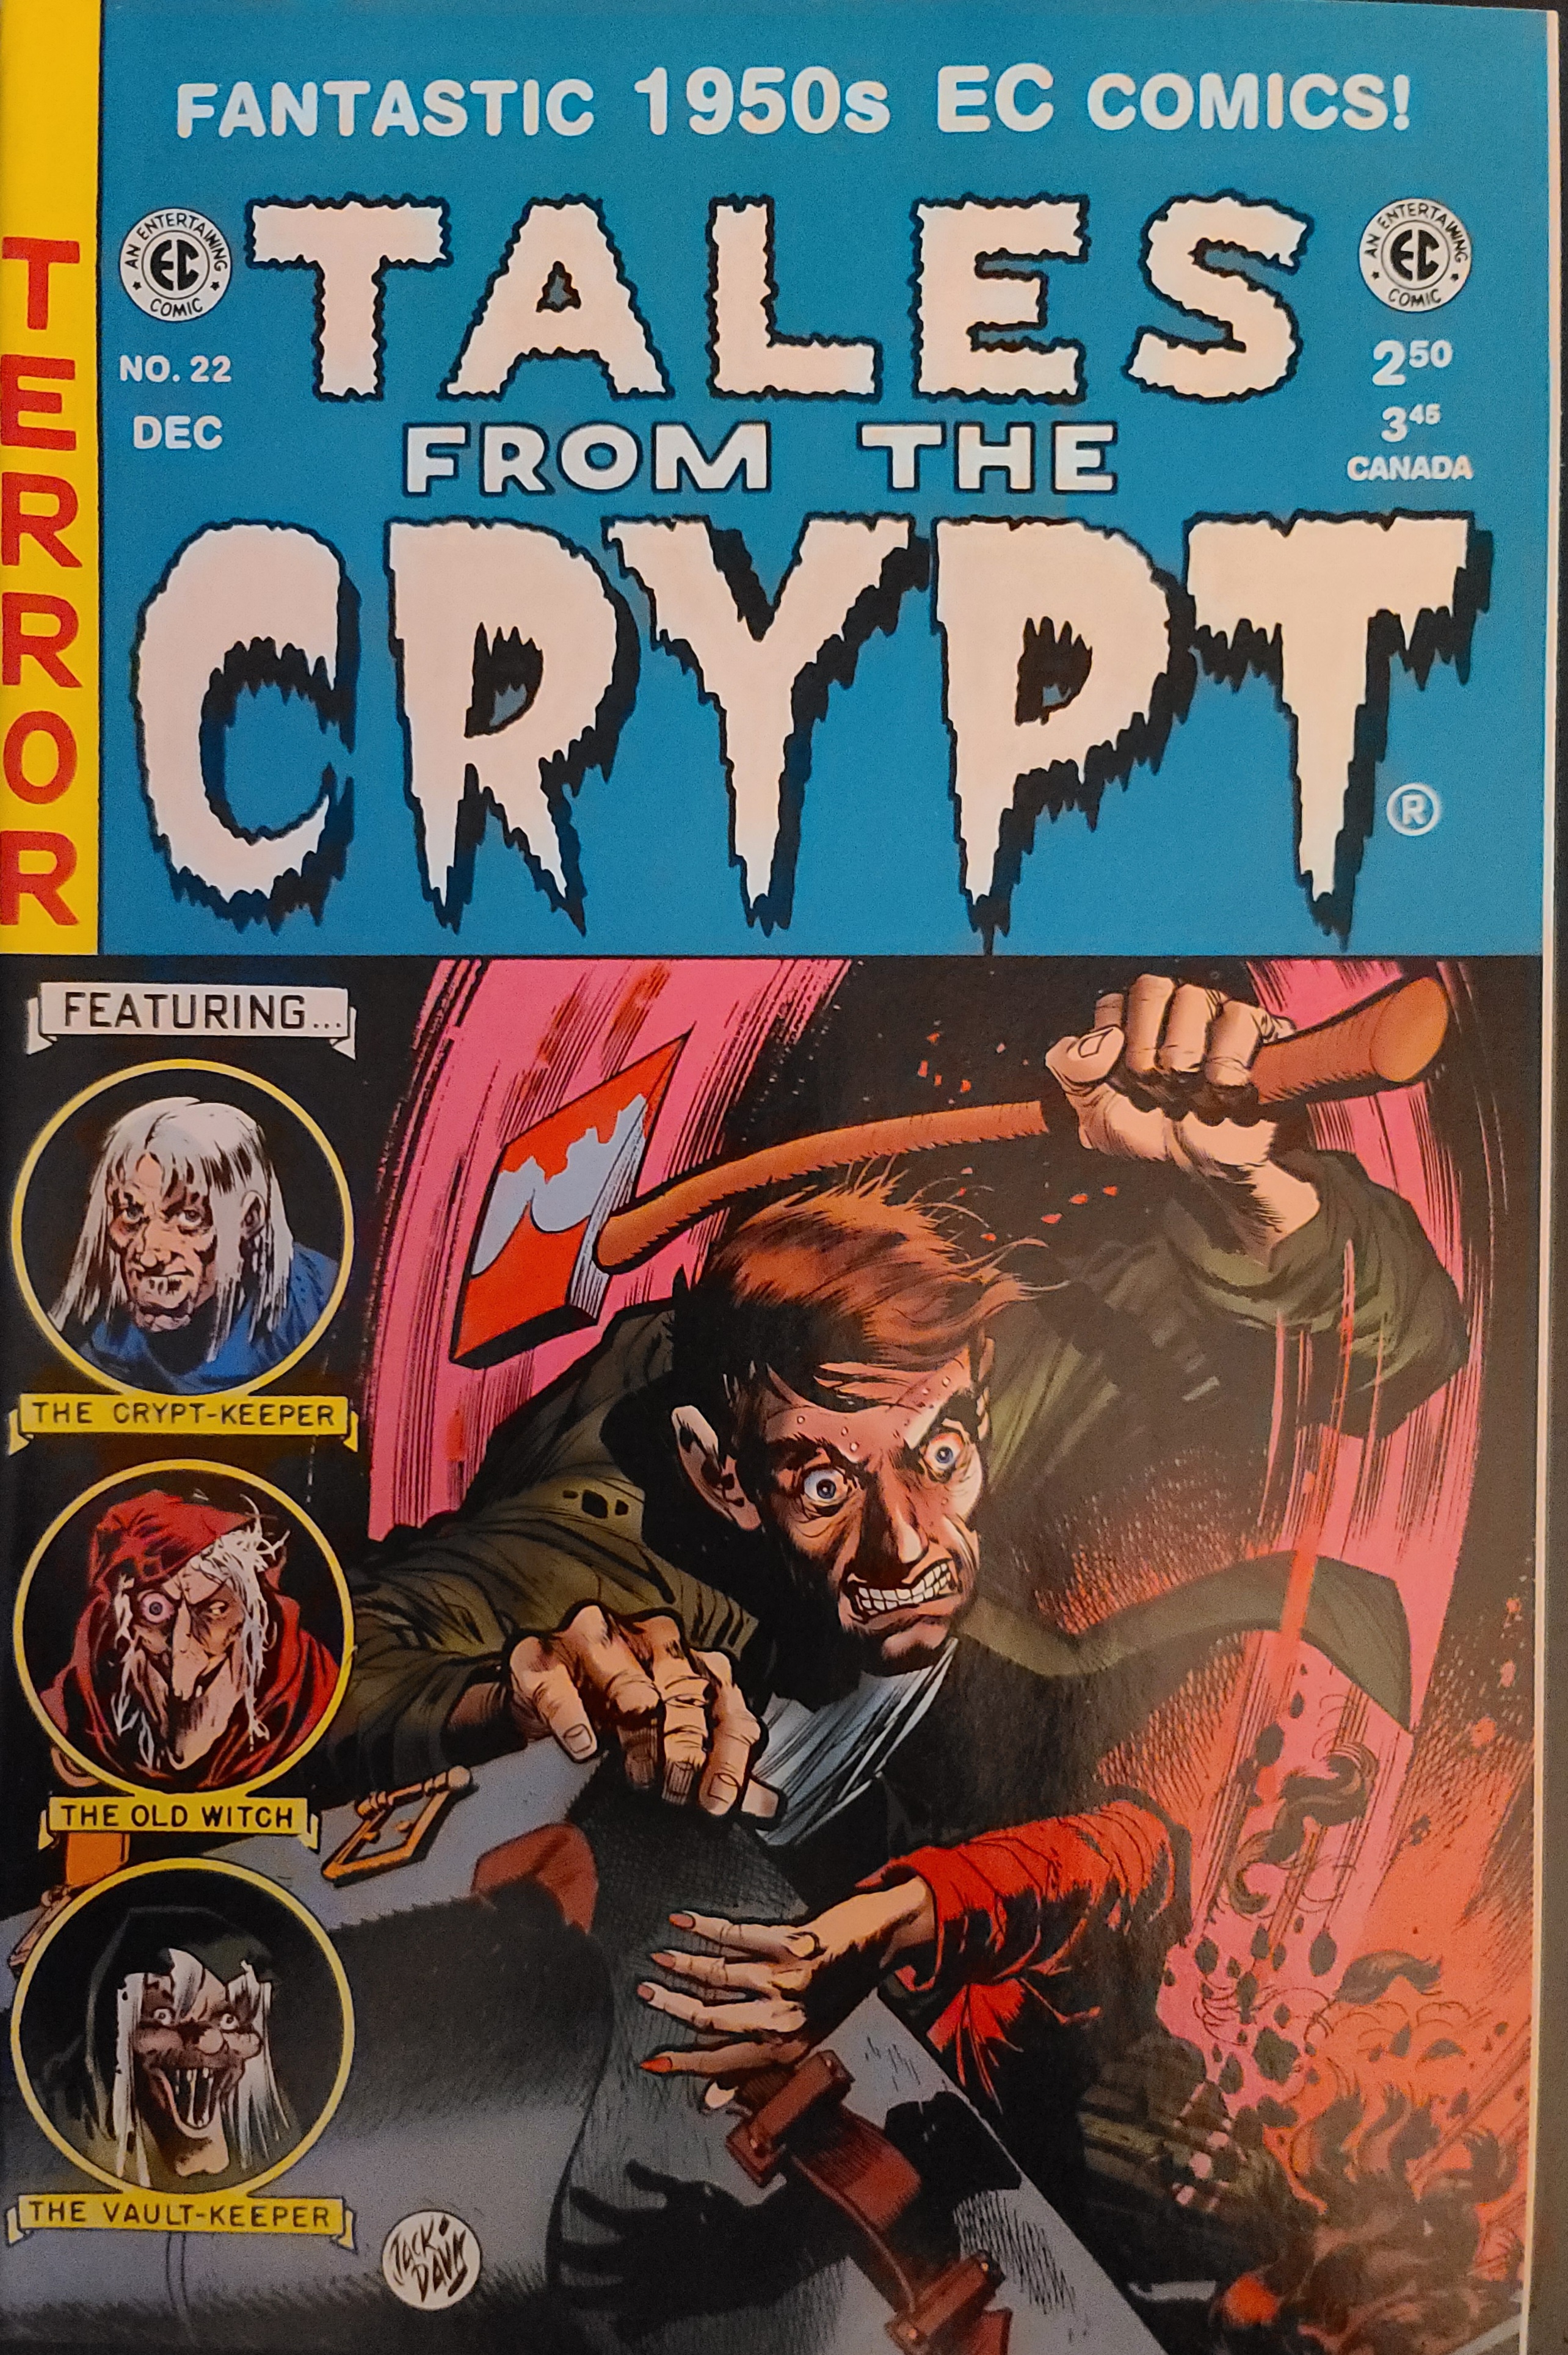 FANTASTIC 1950s EC COMICS!
TERROR
AN ENTERTAINING
EC
COMIC
NO. 22
DEC
TALES
FROM THE
CRYPT
®
AN ENTERTAINING
EC
COMIC
2.50
3.45
CANADA
FEATURING...
THE CRYPT-KEEPER
THE OLD WITCH
THE VAULT-KEEPER
JACK
DAVIS